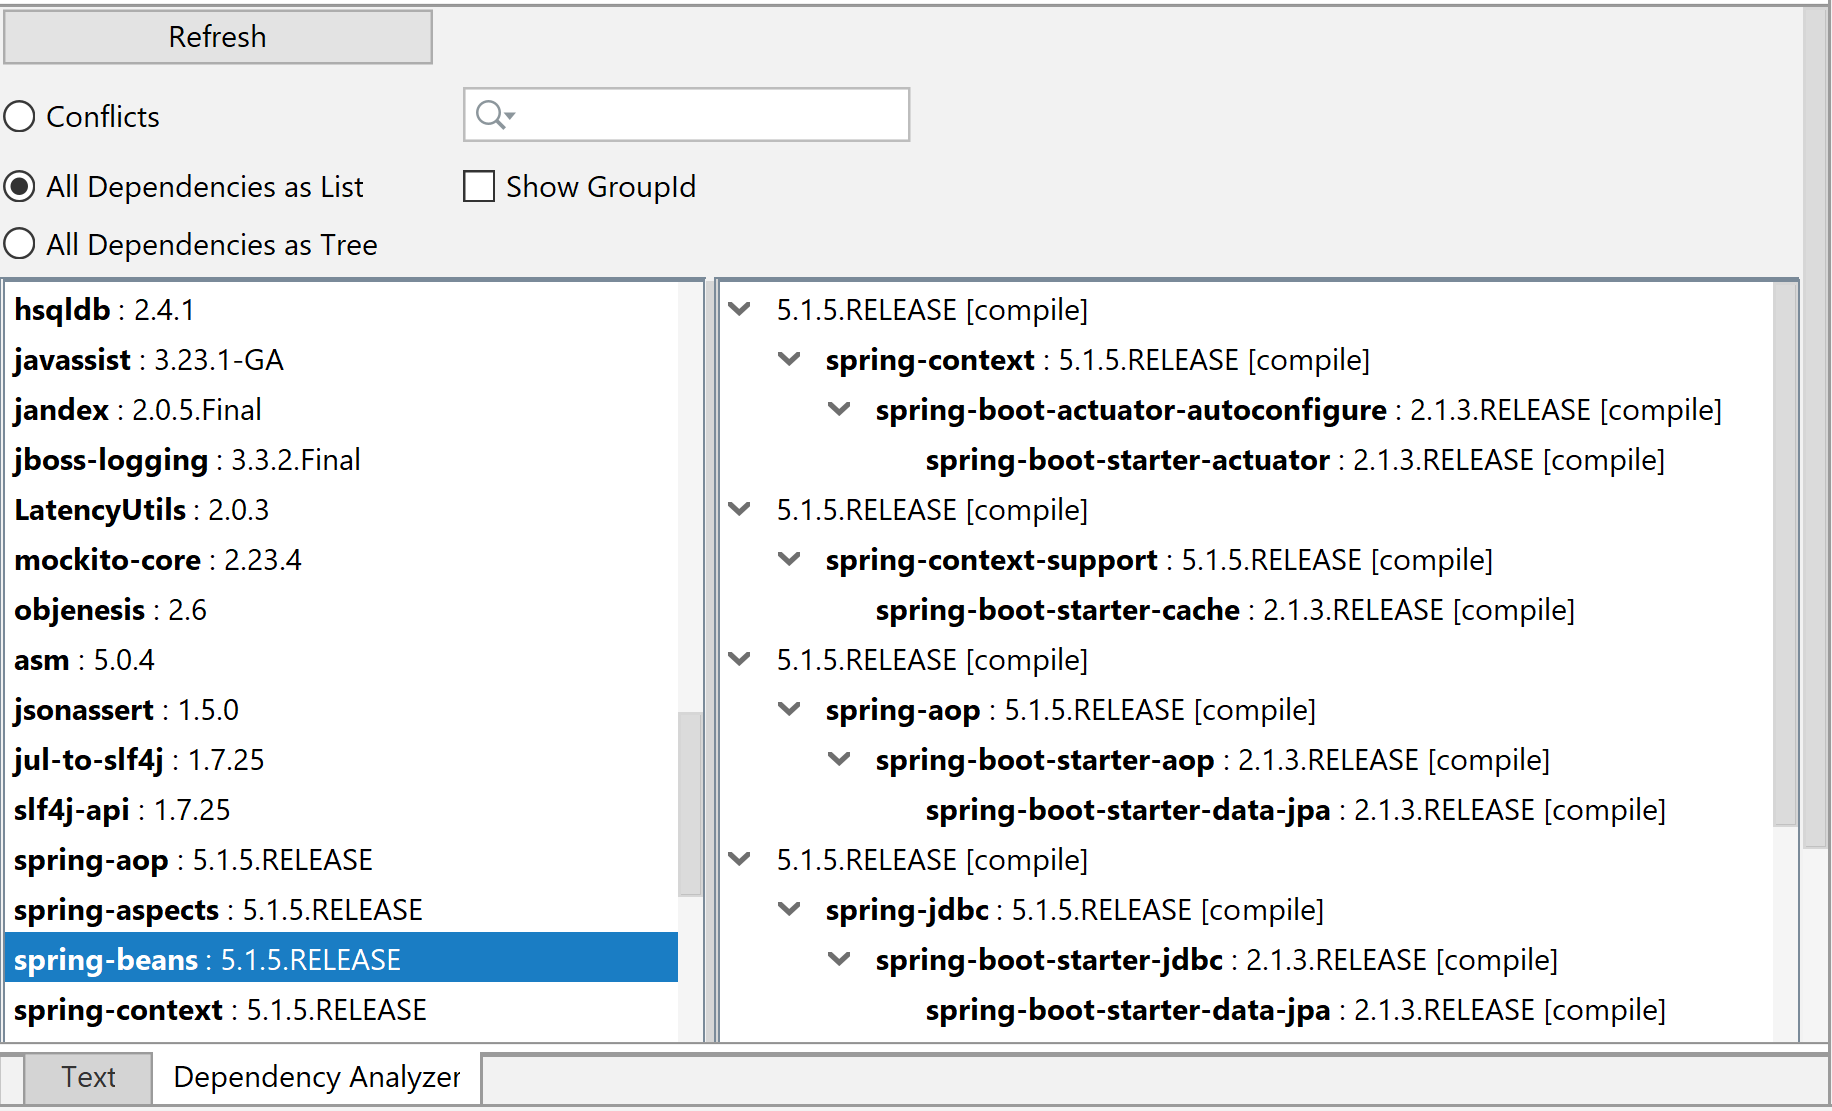 Refresh
Conflicts
All Dependencies as List
Show GroupId
All Dependencies as Tree
hsqldb : 2.4.1
javassist : 3.23.1-GA
jandex : 2.0.5.Final
jboss-logging : 3.3.2.Final
LatencyUtils : 2.0.3
mockito-core : 2.23.4
objenesis : 2.6
asm : 5.0.4
jsonassert : 1.5.0
jul-to-slf4j : 1.7.25
slf4j-api : 1.7.25
spring-aop : 5.1.5.RELEASE
spring-aspects : 5.1.5.RELEASE
spring-beans : 5.1.5.RELEASE
spring-context : 5.1.5.RELEASE
5.1.5.RELEASE [compile]
spring-context : 5.1.5.RELEASE [compile]
spring-boot-actuator-autoconfigure : 2.1.3.RELEASE [compile]
spring-boot-starter-actuator : 2.1.3.RELEASE [compile]
5.1.5.RELEASE [compile]
spring-context-support : 5.1.5.RELEASE [compile]
spring-boot-starter-cache : 2.1.3.RELEASE [compile]
5.1.5.RELEASE [compile]
spring-aop : 5.1.5.RELEASE [compile]
spring-boot-starter-aop : 2.1.3.RELEASE [compile]
spring-boot-starter-data-jpa : 2.1.3.RELEASE [compile]
5.1.5.RELEASE [compile]
spring-jdbc : 5.1.5.RELEASE [compile]
spring-boot-starter-jdbc : 2.1.3.RELEASE [compile]
spring-boot-starter-data-jpa : 2.1.3.RELEASE [compile]
Text
Dependency Analyzer